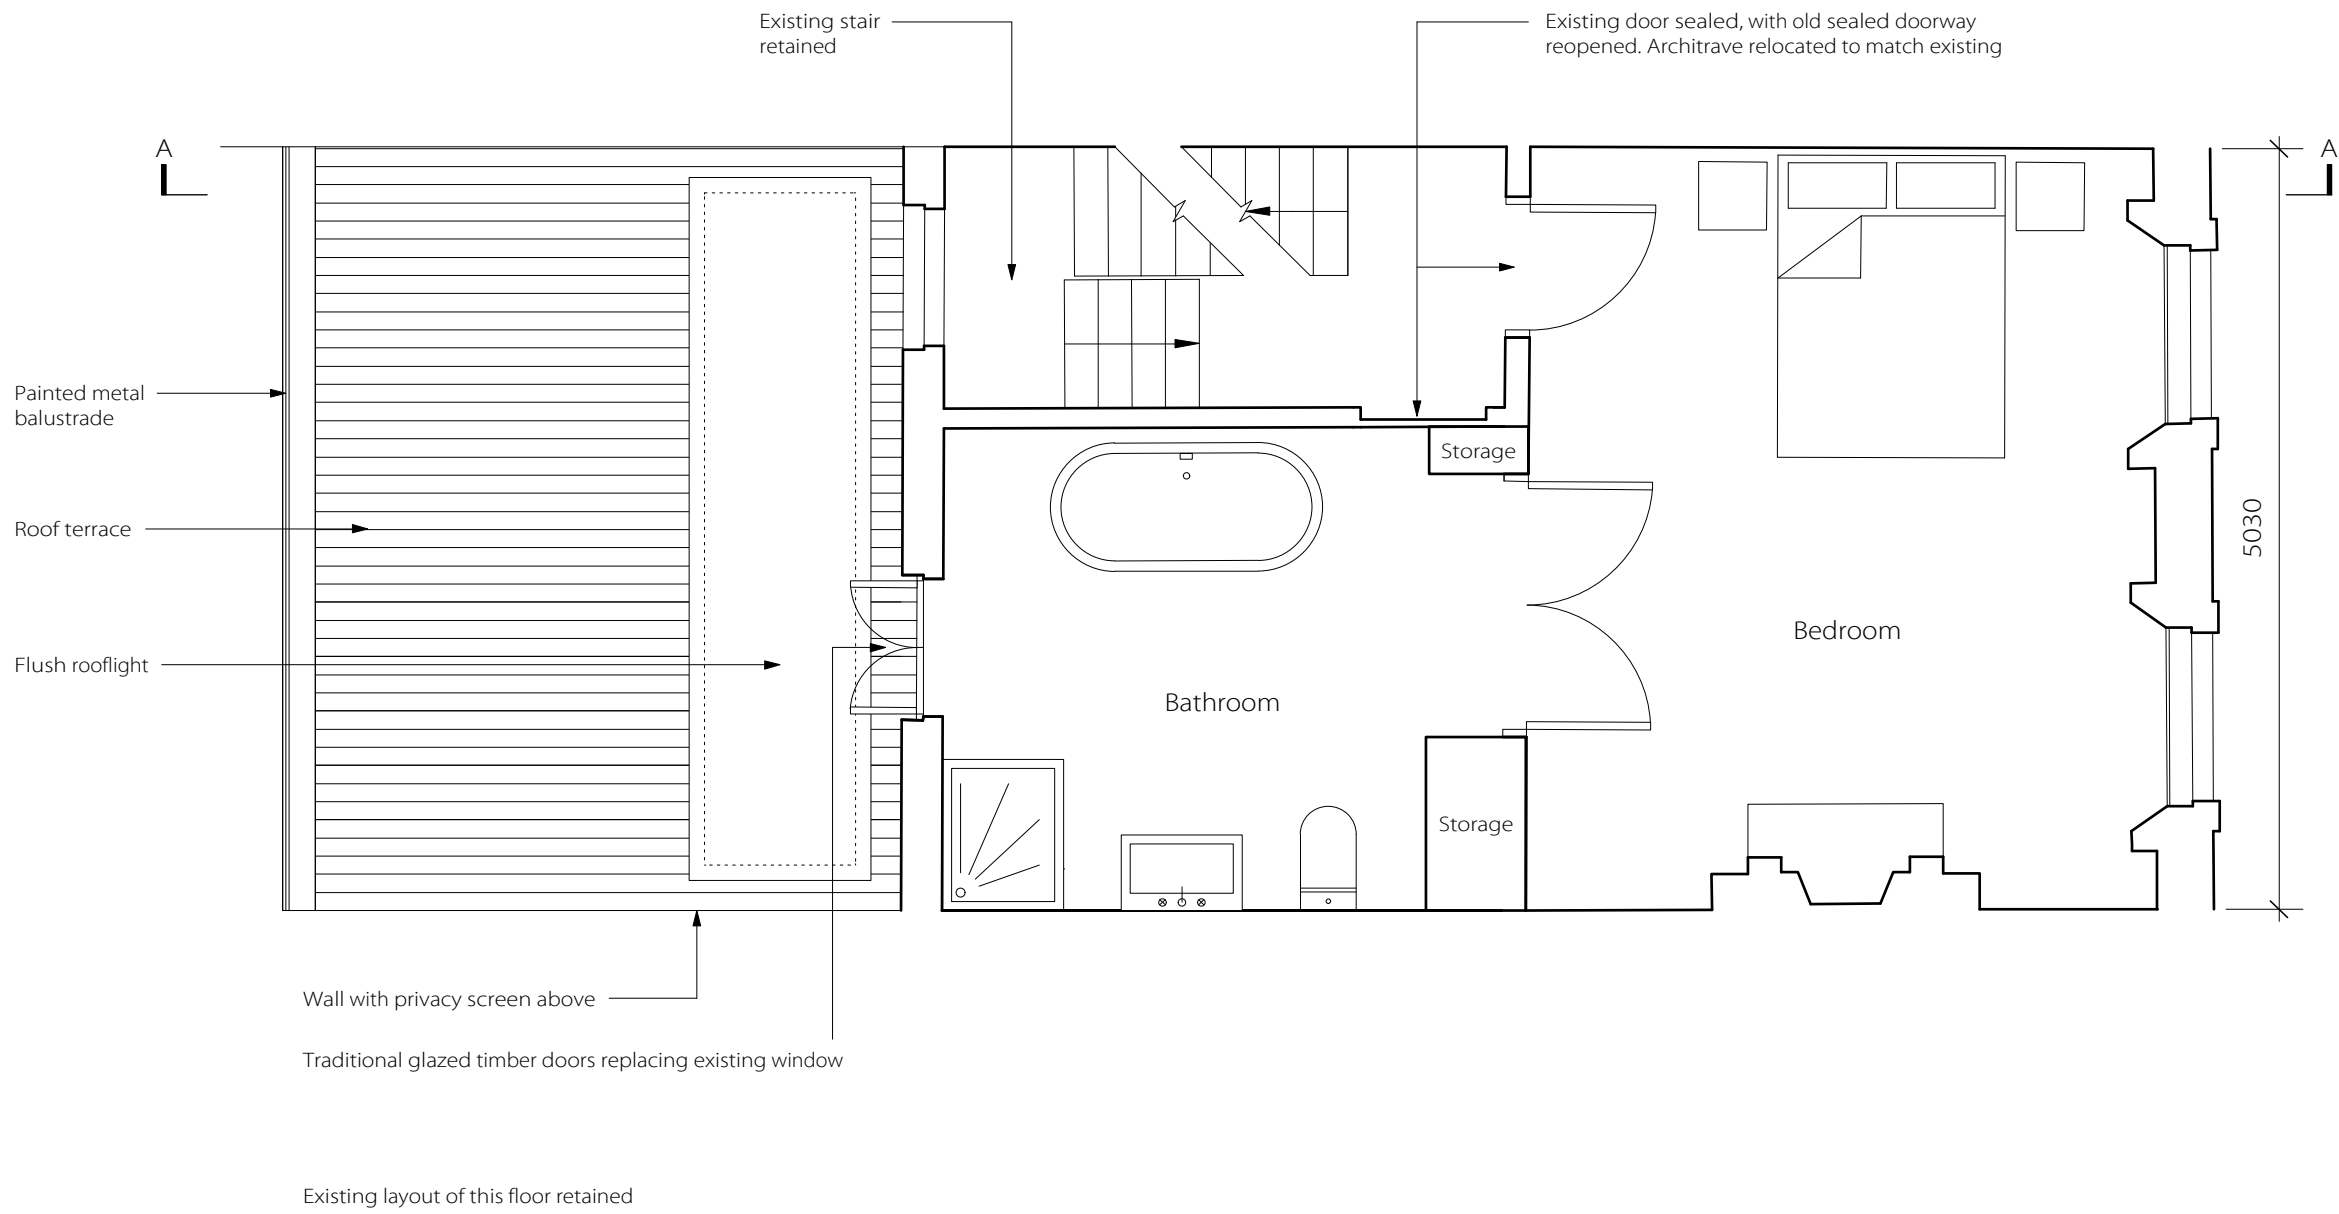 Existing stair
retained
Existing door sealed, with old sealed doorway
reopened. Architrave relocated to match existing
A
A
Painted metal
balustrade
Storage
Roof terrace
5030
Bedroom
Flush rooflight
Bathroom
Storage
Wall with privacy screen above
Traditional glazed timber doors replacing existing window
Existing layout of this floor retained